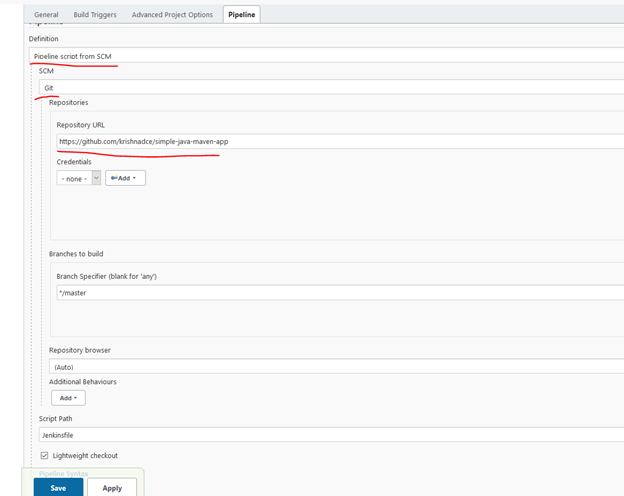 General Build Triggers Advanced Project Options Pipeline
Pipeline
Definition
Pipeline script from SCM
SCM
Git
Repositories
Repository URL
https://github.com/krishnadce/simple-java-maven-app
Credentials
- none - Add
Branches to build
Branch Specifier (blank for 'any')
*/master
Repository browser
(Auto)
Additional Behaviours
Add
Script Path
Jenkinsfile
Lightweight checkout
Pipeline Syntax
Save Apply